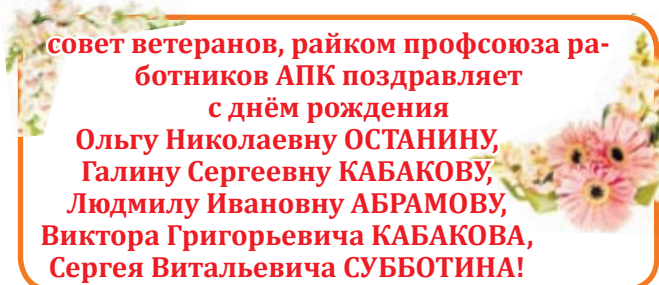 совет ветеранов, райком профсоюза ра-
ботников АПК поздравляет
с днём рождения
Ольгу Николаевну ОСТАНИНУ,
Галину Сергеевну КАБАКОВУ,
Людмилу Ивановну АБРАМОВУ,
Виктора Григорьевича КАБАКОВА,
Сергея Витальевича СУББОТИНА!